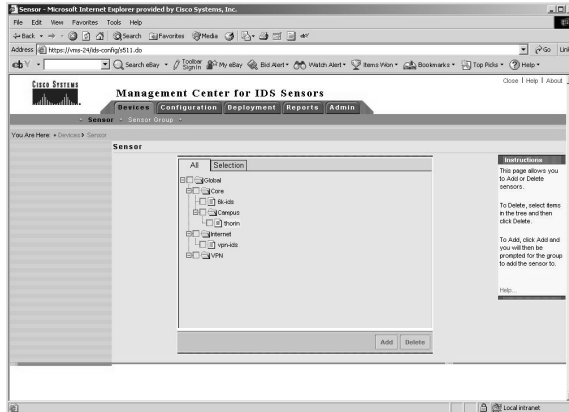 Sensor - Microsoft Internet Explorer provided by Cisco Systems, Inc.
File Edit View Favorites Tools Help
Back Search Favorites Media
Address https://vms-24/ids-config/s511.do Go Link
eb Y Search eBay Toolbar Sign In My eBay Bid Alert Watch Alert Items Won Bookmarks Top Picks Help
CISCO SYSTEMS
Close | Help | About
Management Center for IDS Sensors
Devices Configuration Deployment Reports Admin
Sensor Sensor Group
You Are Here: Devices Sensor
Sensor
All Selection
Global
Core
6k-ids
Campus
thorin
Internet
vpn-ids
VPN
Add Delete
Instructions
This page allows you
to Add or Delete
sensors.
To Delete, select items
in the tree and then
click Delete.
To Add, click Add and
you will then be
prompted for the group
to add the sensor to.
Help...
Local intranet